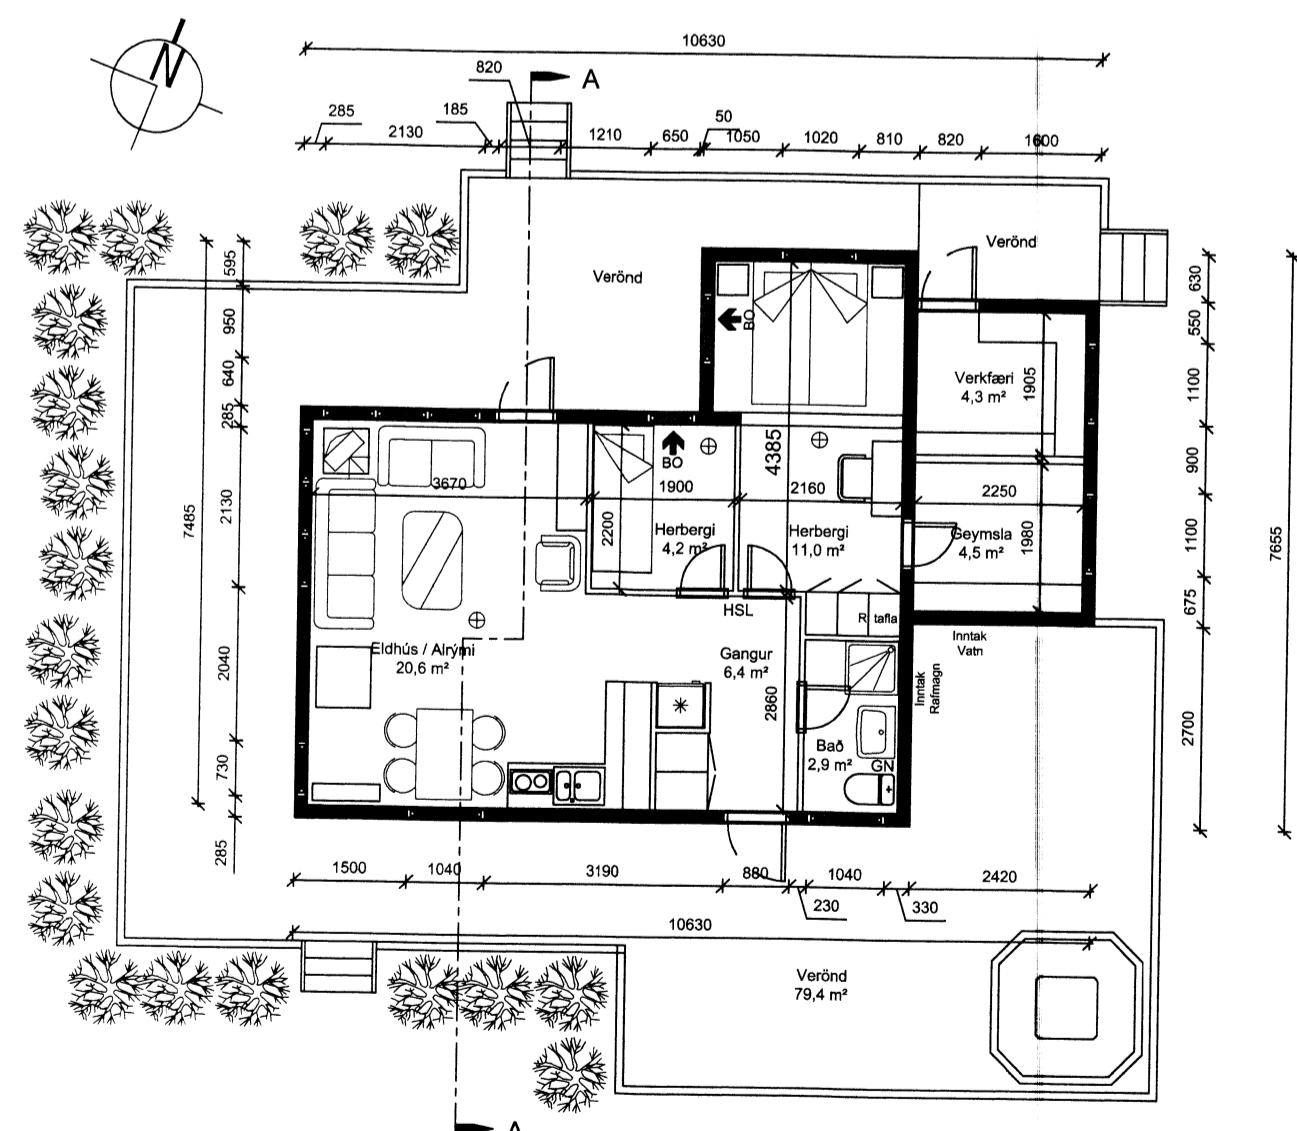 N
10630
820
A
285
2130
185
1210
650
50
1050
1020
810
820
1600
Verönd
Verönd
595
950
640
285
2130
7485
2040
730
285
630
550
1100
900
1100
675
2700
7655
BO
Verkfæri
4,3 m²
1905
4385
BO
3670
1900
2160
2250
2200
Herbergi
4,2 m²
Herbergi
11,0 m²
Geymsla
4,5 m²
1980
HSL
R tafla
Inntak
Vatn
Eldhús / Alrými
20,6 m²
Gangur
6,4 m²
2860
Inntak
Rafmagn
Bað
2,9 m²
GN
1500
1040
3190
880
1040
2420
230
330
10630
Verönd
79,4 m²
A